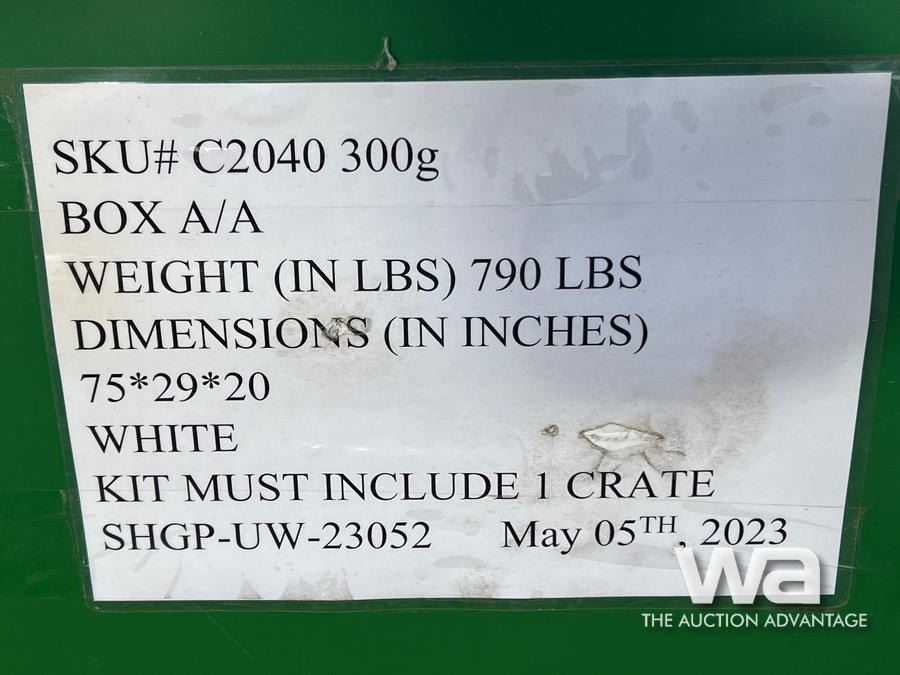 SKU# C2040 300g
BOX A/A
WEIGHT (IN LBS) 790 LBS
DIMENSIONS (IN INCHES)
75*29*20
WHITE
KIT MUST INCLUDE 1 CRATE
SHGP-UW-23052 May 05TH, 2023
wa
THE AUCTION ADVANTAGE